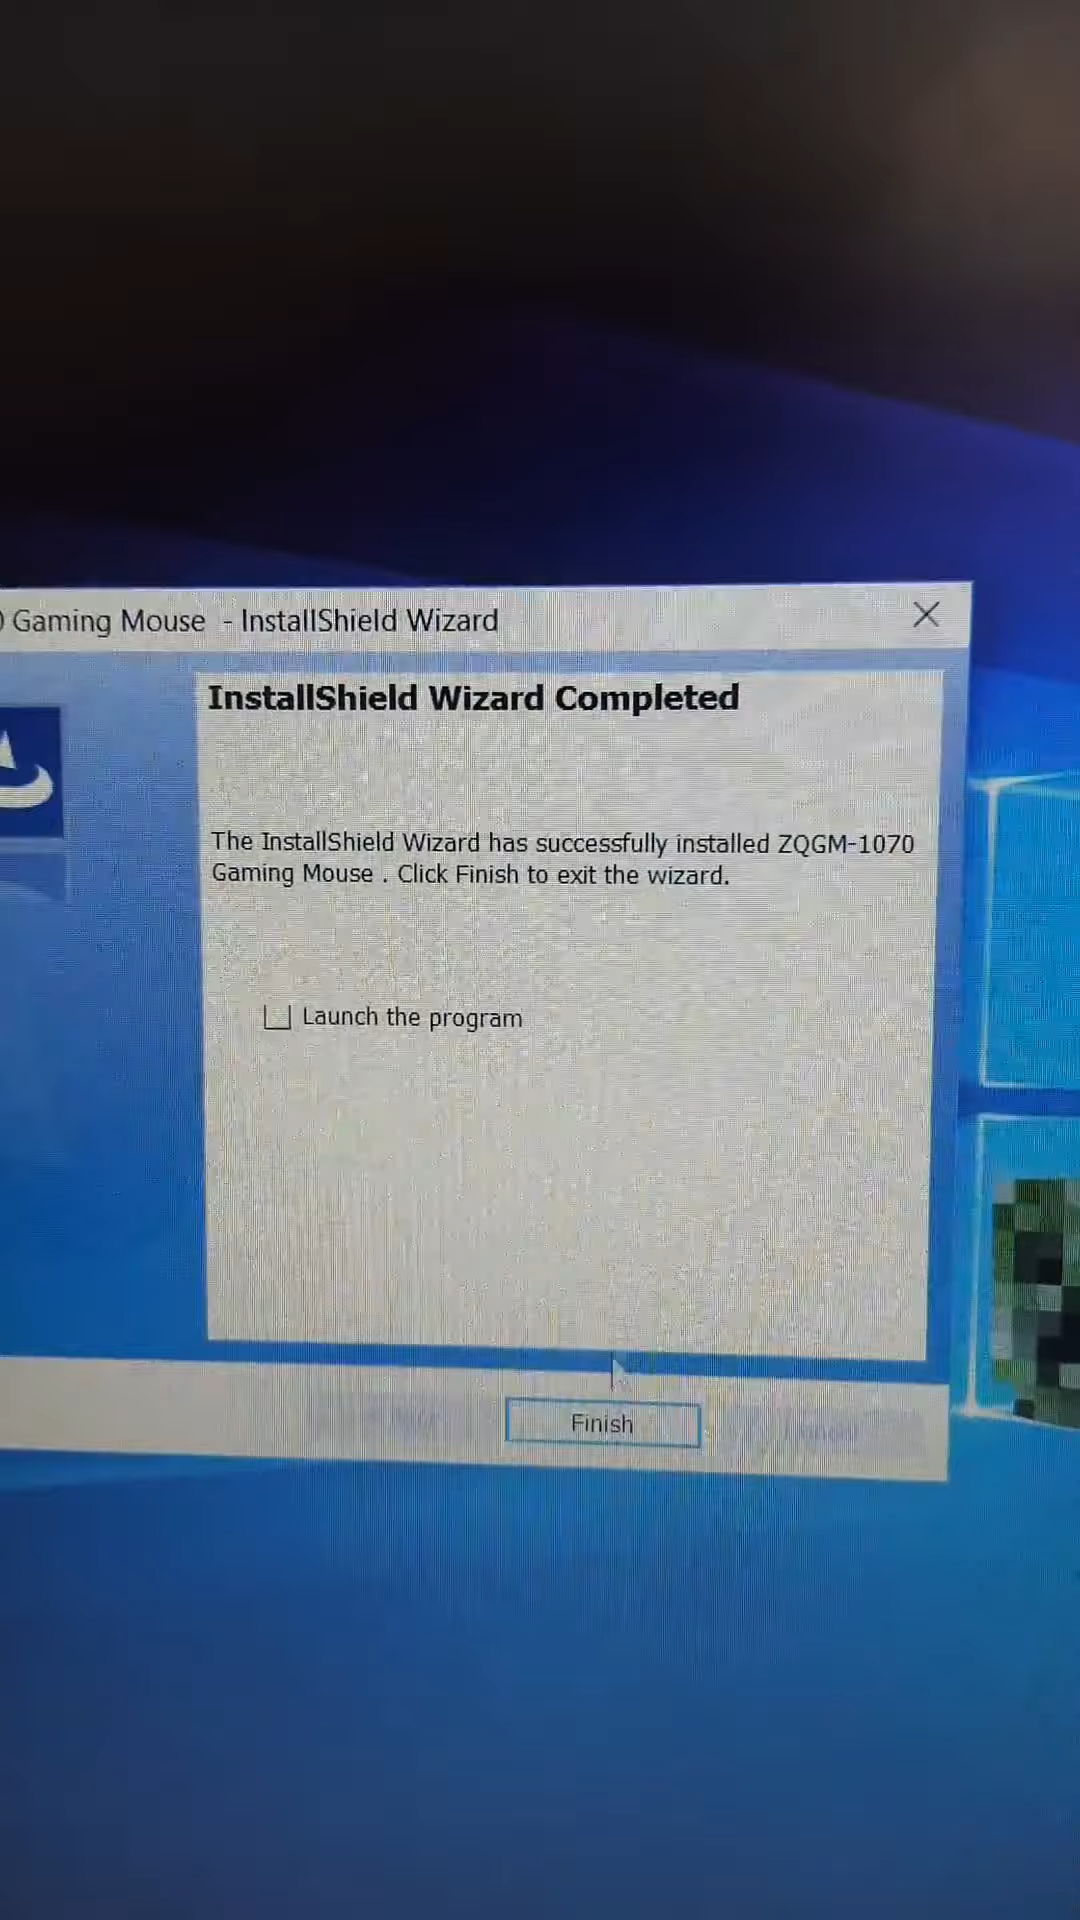 ) Gaming Mouse - InstallShield Wizard
InstallShield Wizard Completed
The InstallShield Wizard has successfully installed ZQGM-1070
Gaming Mouse . Click Finish to exit the wizard.
Launch the program
Finish